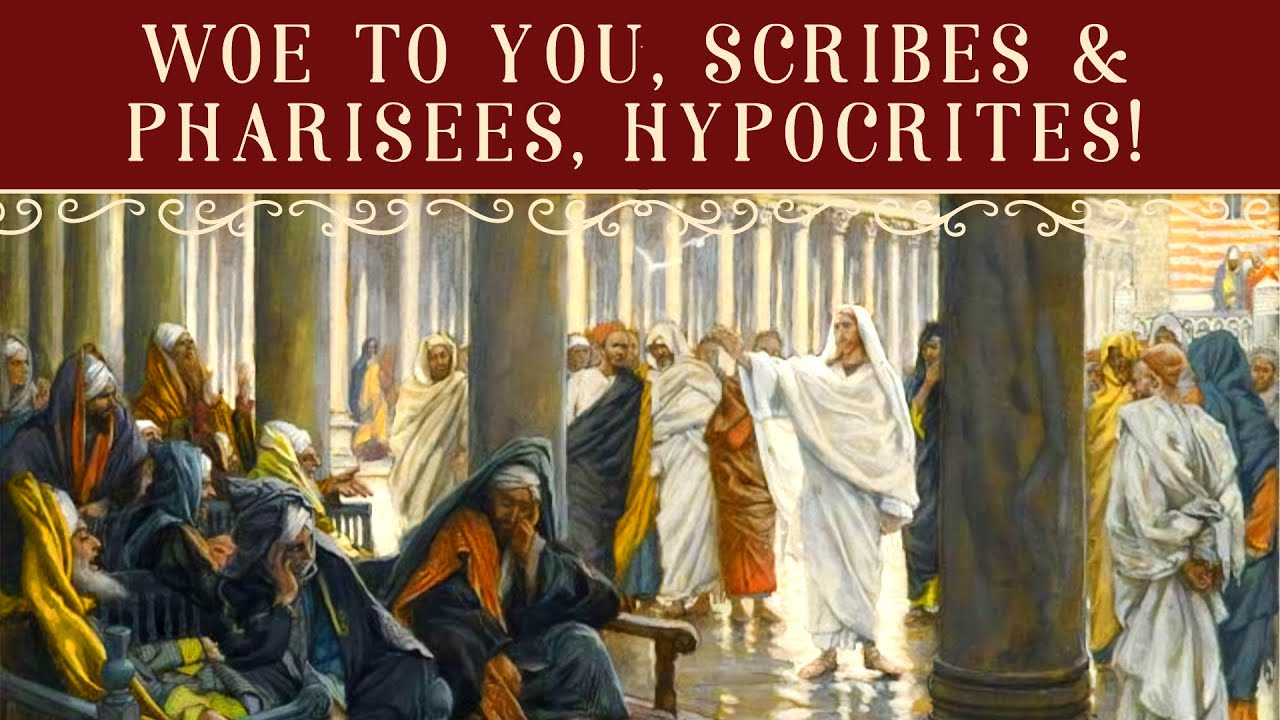 WOE TO YOU, SCRIBES &
PHARISEES, HYPOCRITES!